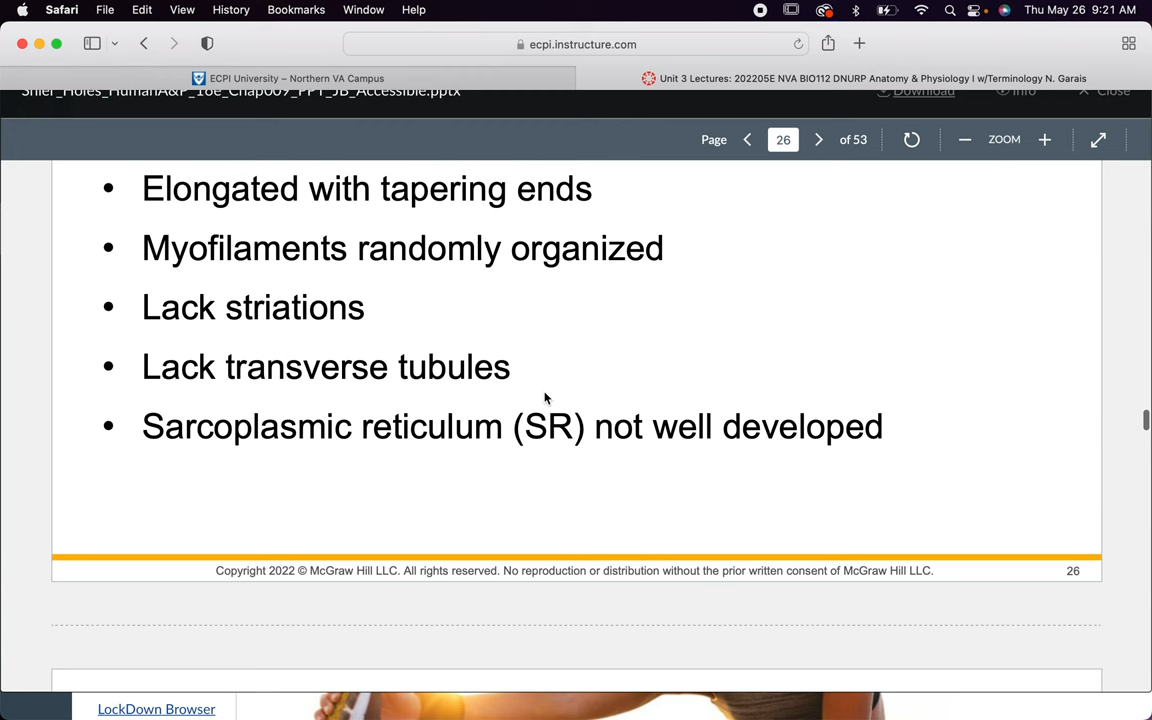 Safari File Edit View History Bookmarks Window Help Thu May 26 9:21 AM
ecpi.instructure.com
ECPI University – Northern VA Campus
Unit 3 Lectures: 202205E NVA BIO112 DNURP Anatomy & Physiology I w/Terminology N. Garais
Shier_Holes_HumanA&P_16e_Chap009_PPT_JB_Accessible.pptx Download Info Close
Page 26 of 53 ZOOM
• Elongated with tapering ends
• Myofilaments randomly organized
• Lack striations
• Lack transverse tubules
• Sarcoplasmic reticulum (SR) not well developed
Copyright 2022 © McGraw Hill LLC. All rights reserved. No reproduction or distribution without the prior written consent of McGraw Hill LLC. 26
LockDown Browser